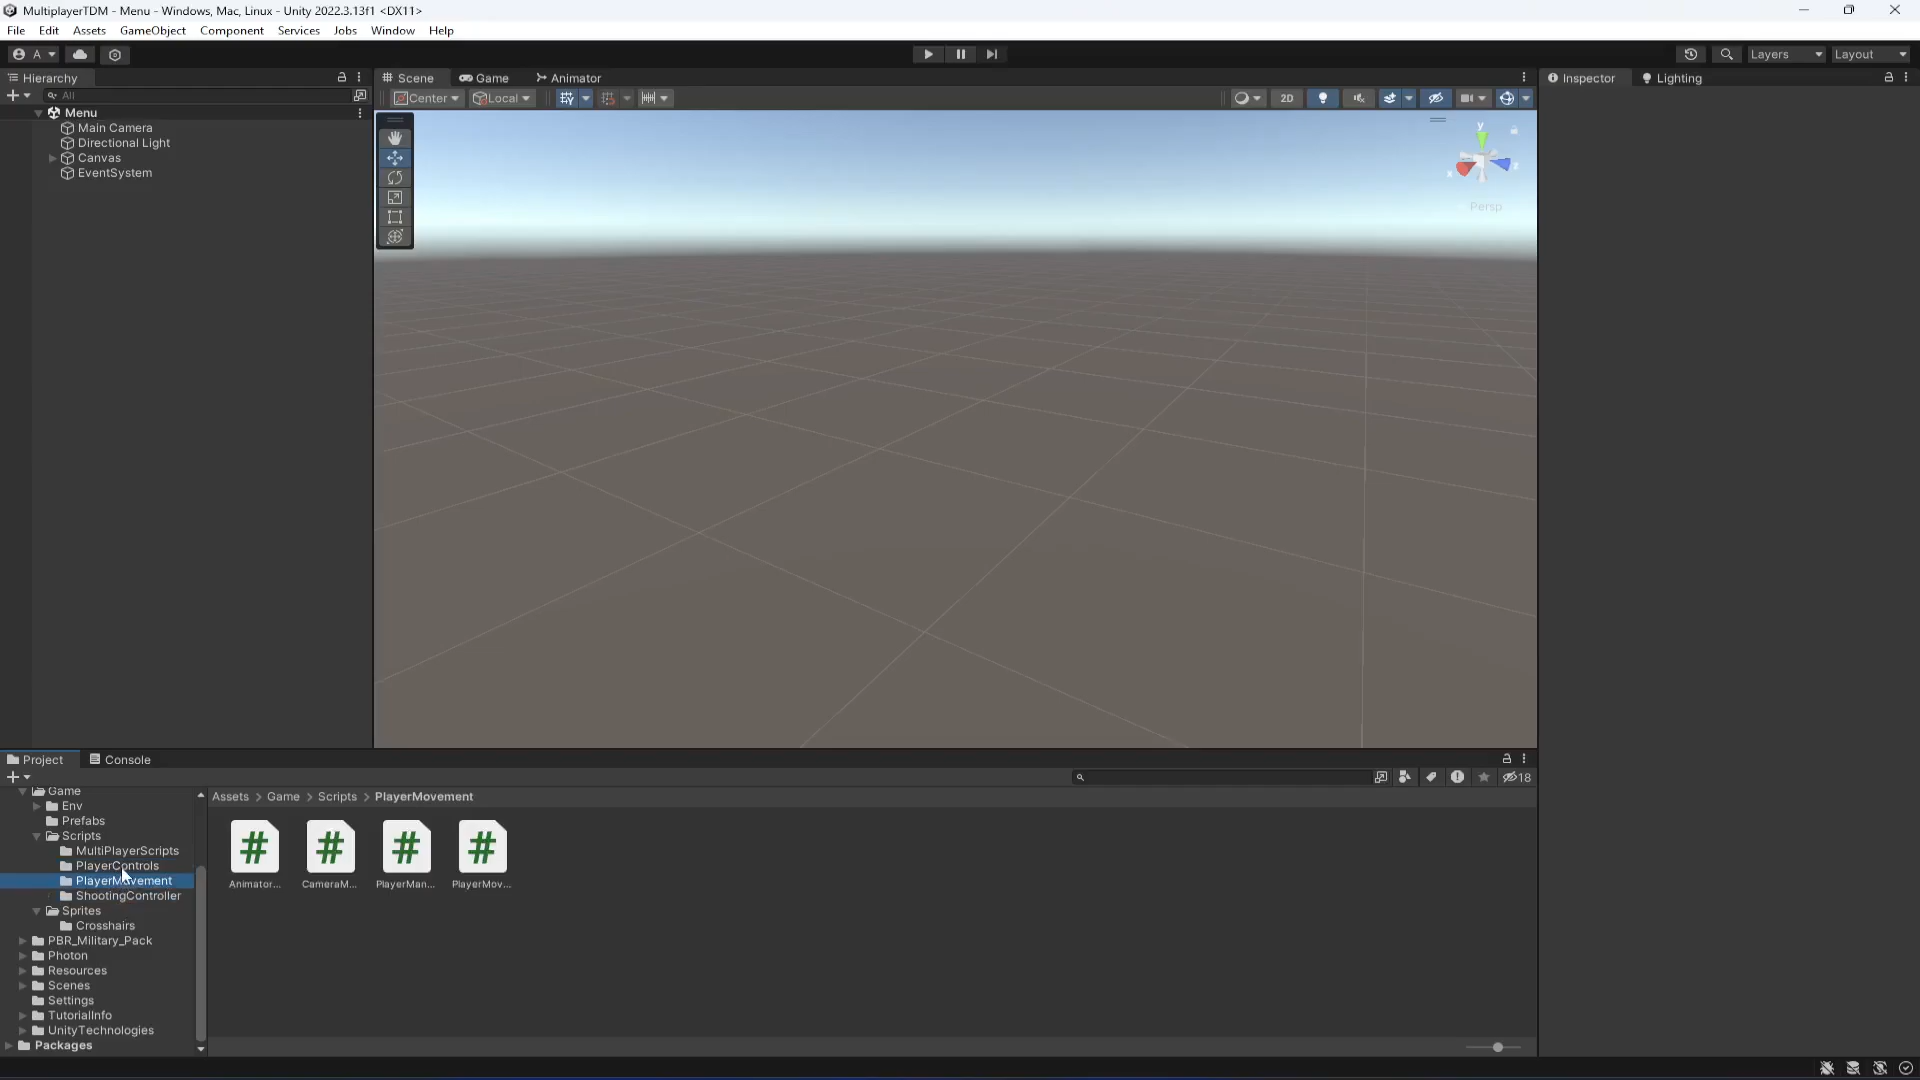 MultiplayerTDM - Menu - Windows, Mac, Linux - Unity 2022.3.13f1 <DX11>
File Edit Assets GameObject Component Services Jobs Window Help
A Layers Layout
Hierarchy Scene Game Animator Inspector Lighting
All Center Local 2D
Menu
Main Camera
Directional Light
Canvas
EventSystem
y
x
z
Persp
Project Console
18
Game
Env
Prefabs
Scripts
MultiPlayerScripts
PlayerControls
PlayerMovement
ShootingController
Sprites
Crosshairs
PBR_Military_Pack
Photon
Resources
Scenes
Settings
TutorialInfo
UnityTechnologies
Packages
Assets > Game > Scripts > PlayerMovement
# # # #
Animator... CameraM... PlayerMan... PlayerMov...